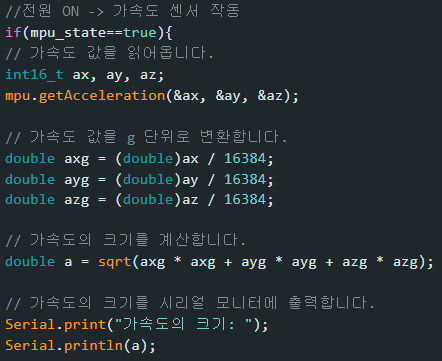 //전원 ON -> 가속도 센서 작동
if(mpu_state==true){
// 가속도 값을 읽어옵니다.
int16_t ax, ay, az;
mpu.getAcceleration(&ax, &ay, &az);
// 가속도 값을 g 단위로 변환합니다.
double axg = (double)ax / 16384;
double ayg = (double)ay / 16384;
double azg = (double)az / 16384;
// 가속도의 크기를 계산합니다.
double a = sqrt(axg * axg + ayg * ayg + azg * azg);
// 가속도의 크기를 시리얼 모니터에 출력합니다.
Serial.print("가속도의 크기: ");
Serial.println(a);